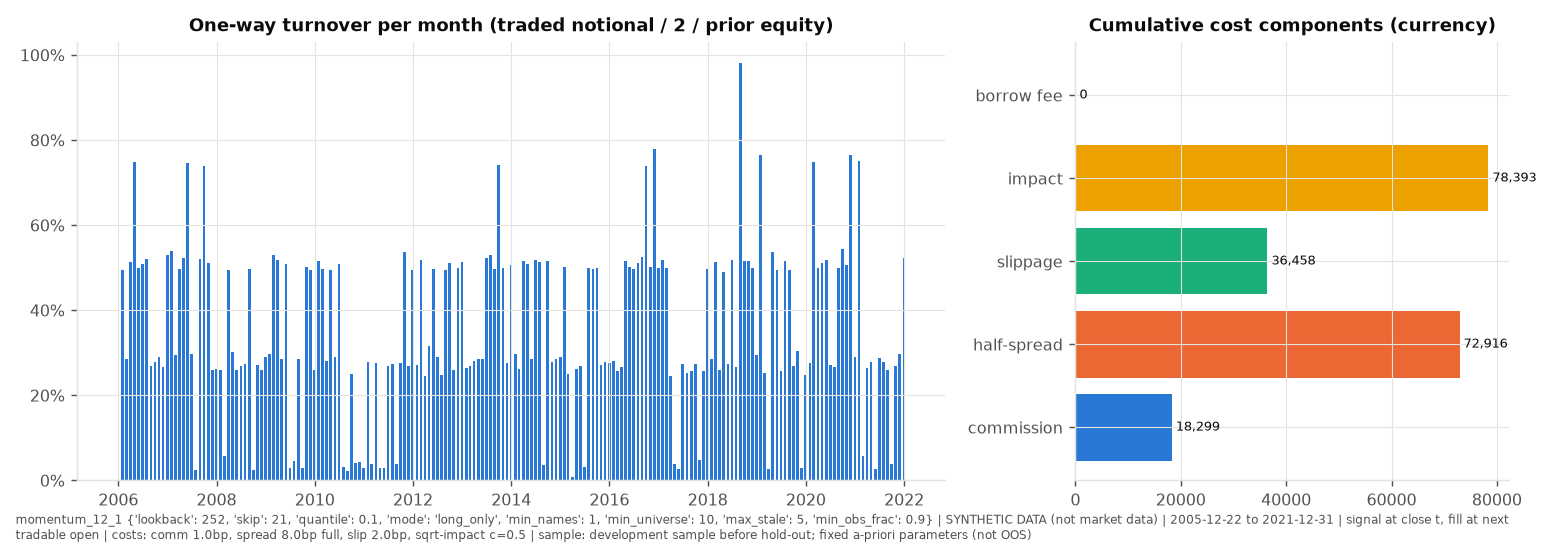 One-way turnover per month (traded notional / 2 / prior equity)
100%
80%
60%
40%
20%
0%
2006 2008 2010 2012 2014 2016 2018 2020 2022
Cumulative cost components (currency)
borrow fee 0
impact 78,393
slippage 36,458
half-spread 72,916
commission 18,299
0 20000 40000 60000 80000
momentum_12_1 {'lookback': 252, 'skip': 21, 'quantile': 0.1, 'mode': 'long_only', 'min_names': 1, 'min_universe': 10, 'max_stale': 5, 'min_obs_frac': 0.9} | SYNTHETIC DATA (not market data) | 2005-12-22 to 2021-12-31 | signal at close t, fill at next
tradable open | costs: comm 1.0bp, spread 8.0bp full, slip 2.0bp, sqrt-impact c=0.5 | sample: development sample before hold-out; fixed a-priori parameters (not OOS)